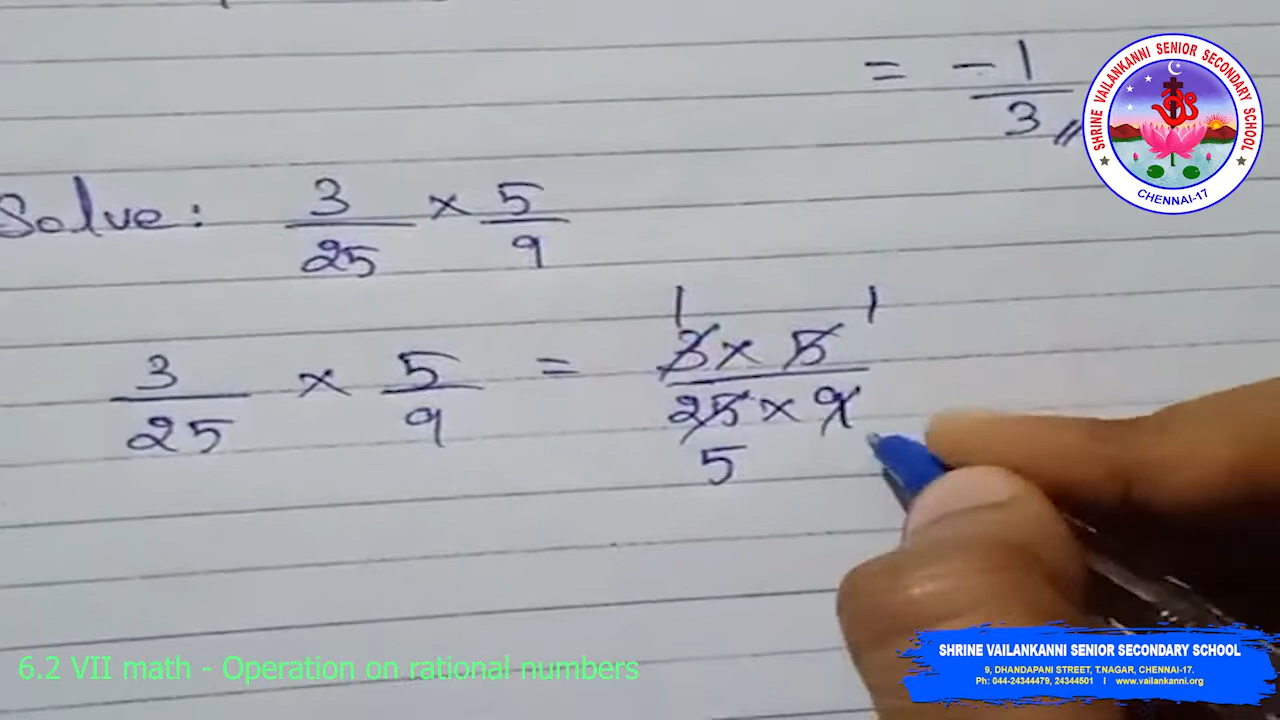 = -1/3 //
SHRINE VAILANKANNI SENIOR SECONDARY SCHOOL
CHENNAI-17
Solve: 3/25 × 5/9
1 1
3/25 × 5/9 = 3 × 5 / 25 × 9
5
6.2 VII math - Operation on rational numbers
SHRINE VAILANKANNI SENIOR SECONDARY SCHOOL
9, DHANDAPANI STREET, T.NAGAR, CHENNAI-17.
Ph: 044-24344479, 24344501 I www.vailankanni.org